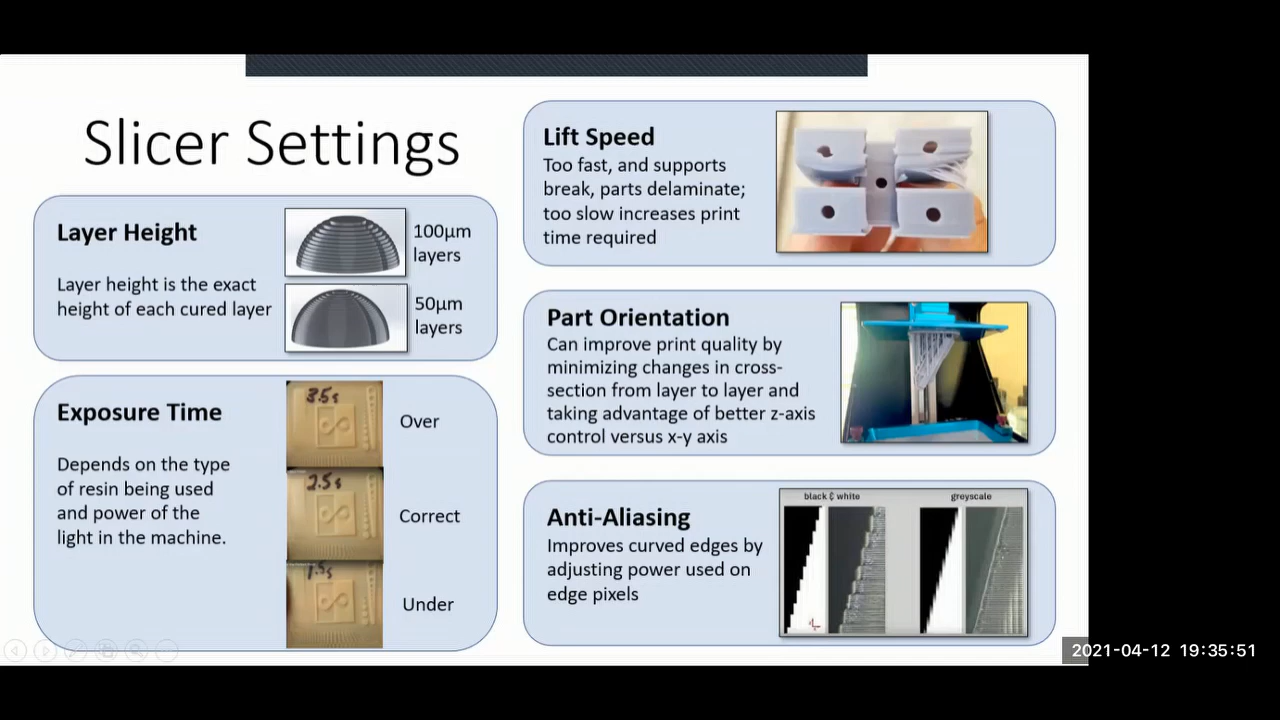 Slicer Settings
Layer Height
Layer height is the exact
height of each cured layer
100µm
layers
50µm
layers
Exposure Time
Depends on the type
of resin being used
and power of the
light in the machine.
3.5s
Over
2.5s
Correct
1.5s
Under
Lift Speed
Too fast, and supports
break, parts delaminate;
too slow increases print
time required
Part Orientation
Can improve print quality by
minimizing changes in cross-
section from layer to layer and
taking advantage of better z-axis
control versus x-y axis
Anti-Aliasing
Improves curved edges by
adjusting power used on
edge pixels
black & white
greyscale
2021-04-12 19:35:51